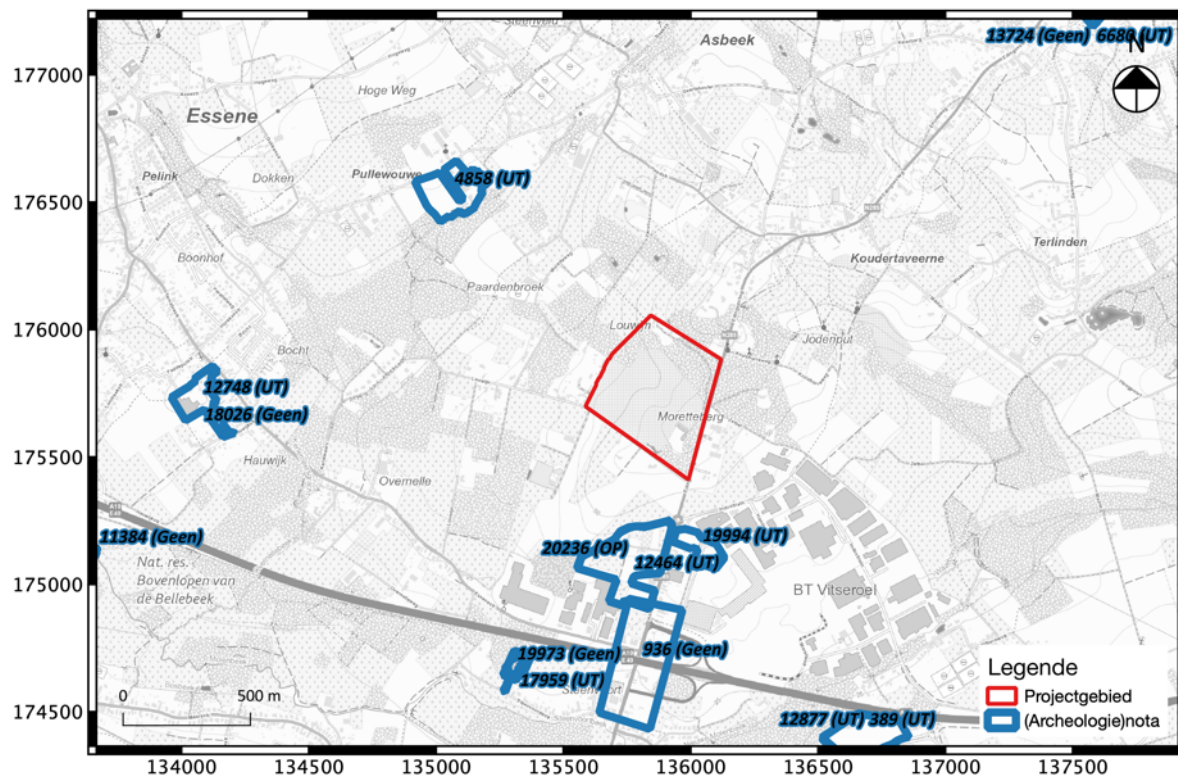 Steenveld
Asbeek
13724 (Geen) 6680 (UT)
N
177000
Hoge Weg
Essene
Pelink
Dokken
Pullewouwe
4858 (UT)
176500
Terlinden
Boonhof
Koudertaveerne
Paardenbroek
176000
Louwijn
Jodenput
Bocht
12748 (UT)
18026 (Geen)
Moretteberg
175500
Hauwijk
Overnelle
11384 (Geen)
20236 (OP)
19994 (UT)
12464 (UT)
Nat. res.
Bovenlopen van
de Bellebeek
175000
BT Vitseroel
19973 (Geen)
936 (Geen)
17959 (UT)
Legende
0
500 m
Projectgebied
(Archeologie)nota
174500
12877 (UT) 389 (UT)
134000
134500
135000
135500
136000
136500
137000
137500